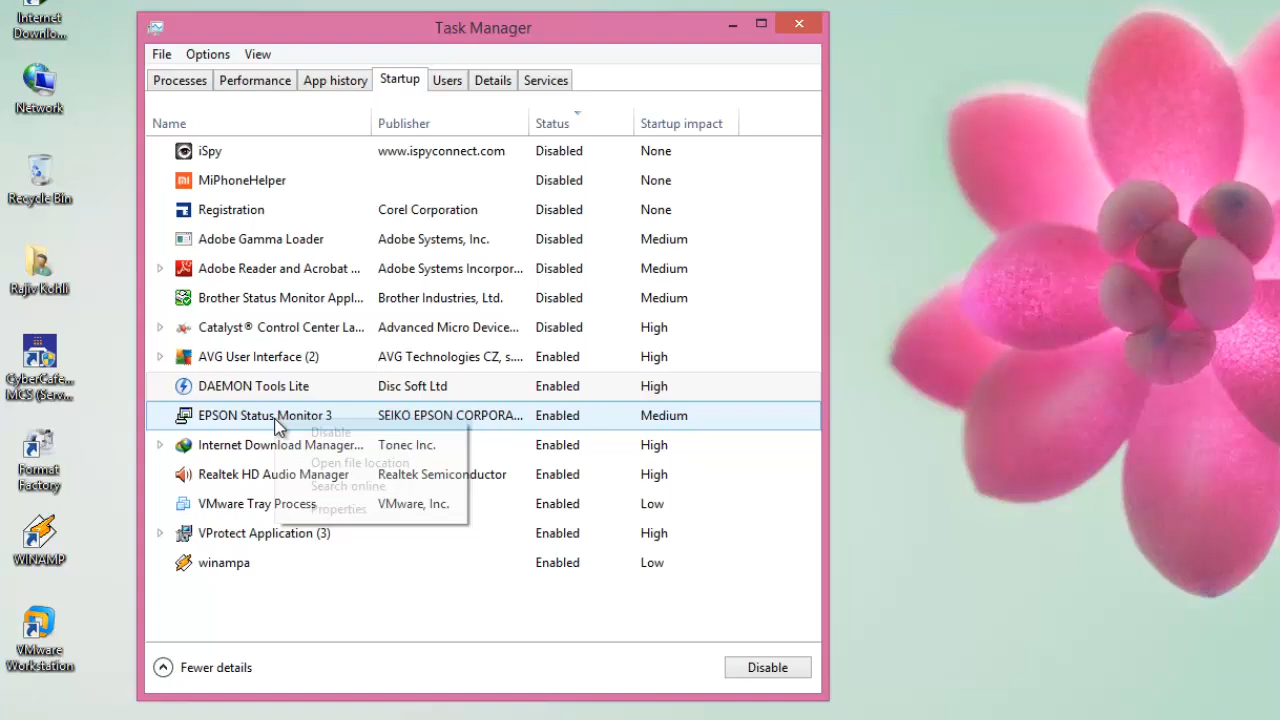 Internet
Downlo...
Network
Recycle Bin
Rajiv Kohli
CyberCafe...
MCS (Serv...
Format
Factory
WINAMP
VMware
Workstation
Task Manager
File Options View
Processes Performance App history Startup Users Details Services
Name Publisher Status Startup impact
iSpy www.ispyconnect.com Disabled None
MiPhoneHelper Disabled None
Registration Corel Corporation Disabled None
Adobe Gamma Loader Adobe Systems, Inc. Disabled Medium
Adobe Reader and Acrobat ... Adobe Systems Incorpor... Disabled Medium
Brother Status Monitor Appl... Brother Industries, Ltd. Disabled Medium
Catalyst® Control Center La... Advanced Micro Device... Disabled High
AVG User Interface (2) AVG Technologies CZ, s.... Enabled High
DAEMON Tools Lite Disc Soft Ltd Enabled High
EPSON Status Monitor 3 SEIKO EPSON CORPORA... Enabled Medium
Disable
Internet Download Manager... Tonec Inc. Enabled High
Open file location
Realtek HD Audio Manager Realtek Semiconductor Enabled High
Search online
VMware Tray Process VMware, Inc. Enabled Low
Properties
VProtect Application (3) Enabled High
winampa Enabled Low
Fewer details Disable